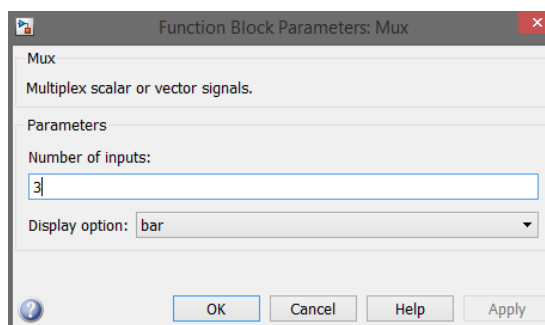 Function Block Parameters: Mux
Mux
Multiplex scalar or vector signals.
Parameters
Number of inputs:
3
Display option: bar
OK Cancel Help Apply